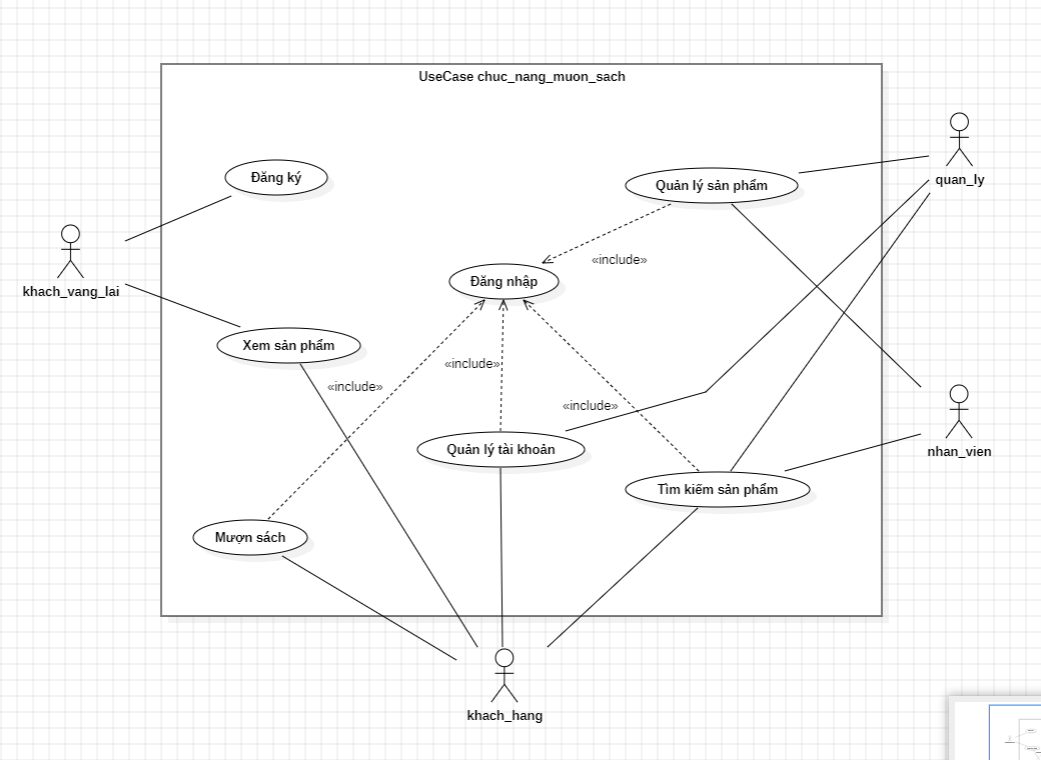 UseCase chuc_nang_muon_sach
quan_ly
Đăng ký
Quản lý sản phẩm
khach_vang_lai
«include»
Đăng nhập
Xem sản phẩm
«include»
«include»
«include»
Quản lý tài khoản
nhan_vien
Tìm kiếm sản phẩm
Mượn sách
khach_hang